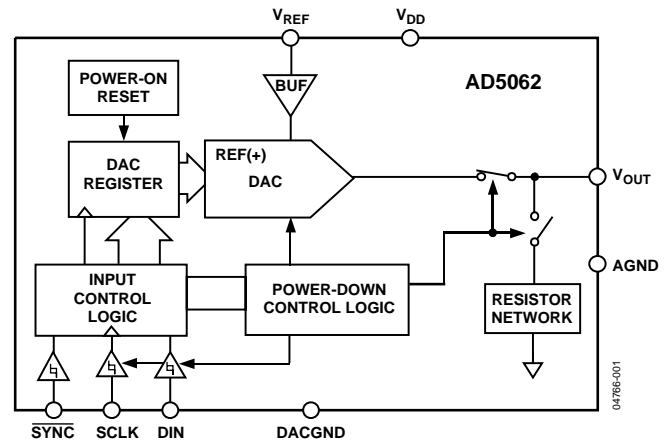 VREF
VDD
POWER-ON
RESET
BUF
AD5062
REF(+)
DAC
REGISTER
DAC
VOUT
AGND
INPUT
CONTROL
LOGIC
POWER-DOWN
CONTROL LOGIC
RESISTOR
NETWORK
04766-001
SYNC
SCLK
DIN
DACGND